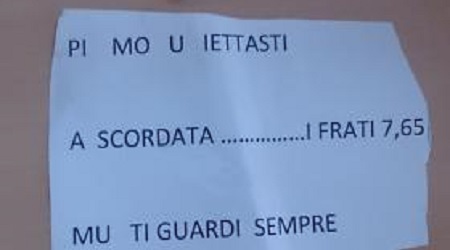 PI MO U IETTASTI
A SCORDATA ...............I FRATI 7,65
MU TI GUARDI SEMPRE